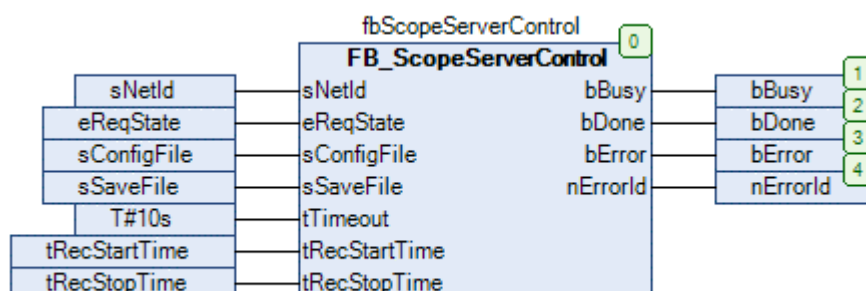 fbScopeServerControl
0
FB_ScopeServerControl
1
sNetId sNetId bBusy bBusy
2
eReqState eReqState bDone bDone
3
sConfigFile sConfigFile bError bError
4
sSaveFile sSaveFile nErrorId nErrorId
T#10s tTimeout
tRecStartTime tRecStartTime
tRecStopTime tRecStopTime